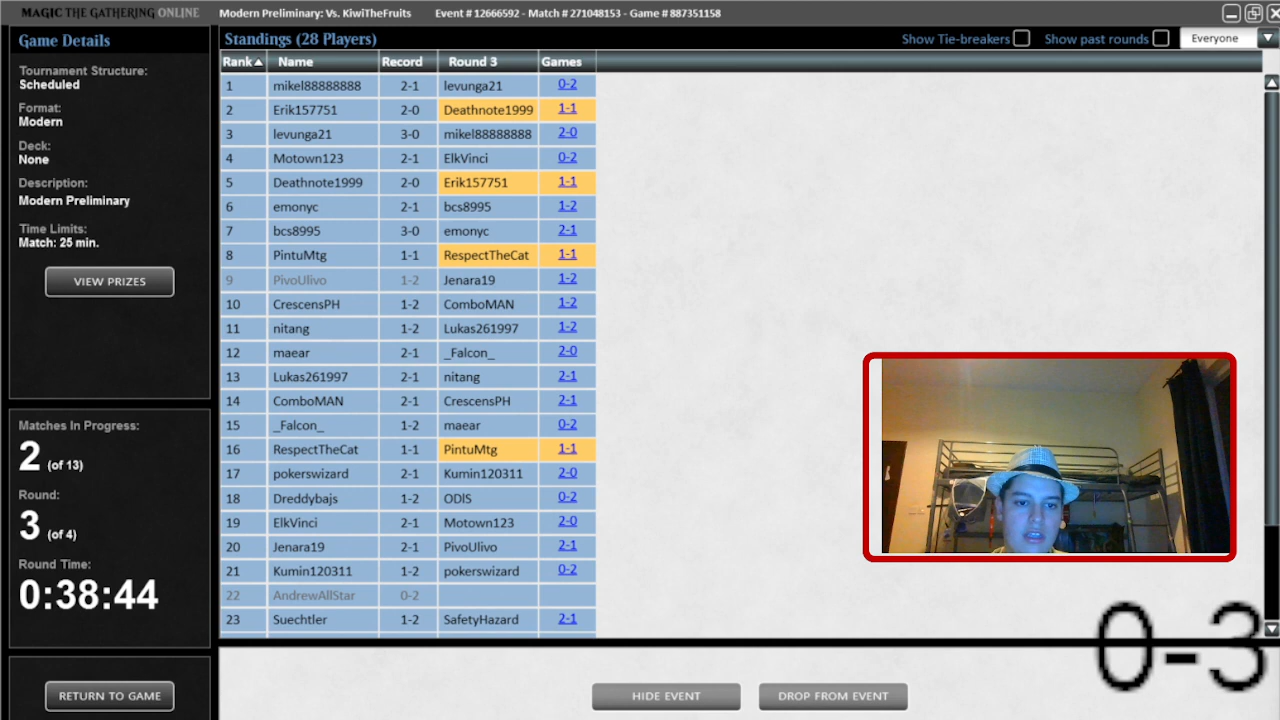 MAGIC THE GATHERING ONLINE
Modern Preliminary: Vs. KiwiTheFruits Event # 12666592 - Match # 271048153 - Game # 887351158
Game Details
Tournament Structure:
Scheduled
Format:
Modern
Deck:
None
Description:
Modern Preliminary
Time Limits:
Match: 25 min.
VIEW PRIZES
Matches In Progress:
2 (of 13)
Round:
3 (of 4)
Round Time:
0:38:44
RETURN TO GAME
Standings (28 Players)
Show Tie-breakers Show past rounds Everyone
Rank Name Record Round 3 Games
1 mikel88888888 2-1 levunga21 0-2
2 Erik157751 2-0 Deathnote1999 1-1
3 levunga21 3-0 mikel88888888 2-0
4 Motown123 2-1 ElkVinci 0-2
5 Deathnote1999 2-0 Erik157751 1-1
6 emonyc 2-1 bcs8995 1-2
7 bcs8995 3-0 emonyc 2-1
8 PintuMtg 1-1 RespectTheCat 1-1
9 PivoUlivo 1-2 Jenara19 1-2
10 CrescensPH 1-2 ComboMAN 1-2
11 nitang 1-2 Lukas261997 1-2
12 maear 2-1 _Falcon_ 2-0
13 Lukas261997 2-1 nitang 2-1
14 ComboMAN 2-1 CrescensPH 2-1
15 _Falcon_ 1-2 maear 0-2
16 RespectTheCat 1-1 PintuMtg 1-1
17 pokerswizard 2-1 Kumin120311 2-0
18 Dreddybajs 1-2 ODIS 0-2
19 ElkVinci 2-1 Motown123 2-0
20 Jenara19 2-1 PivoUlivo 2-1
21 Kumin120311 1-2 pokerswizard 0-2
22 AndrewAllStar 0-2
23 Suechtler 1-2 SafetyHazard 2-1
0-3
HIDE EVENT DROP FROM EVENT